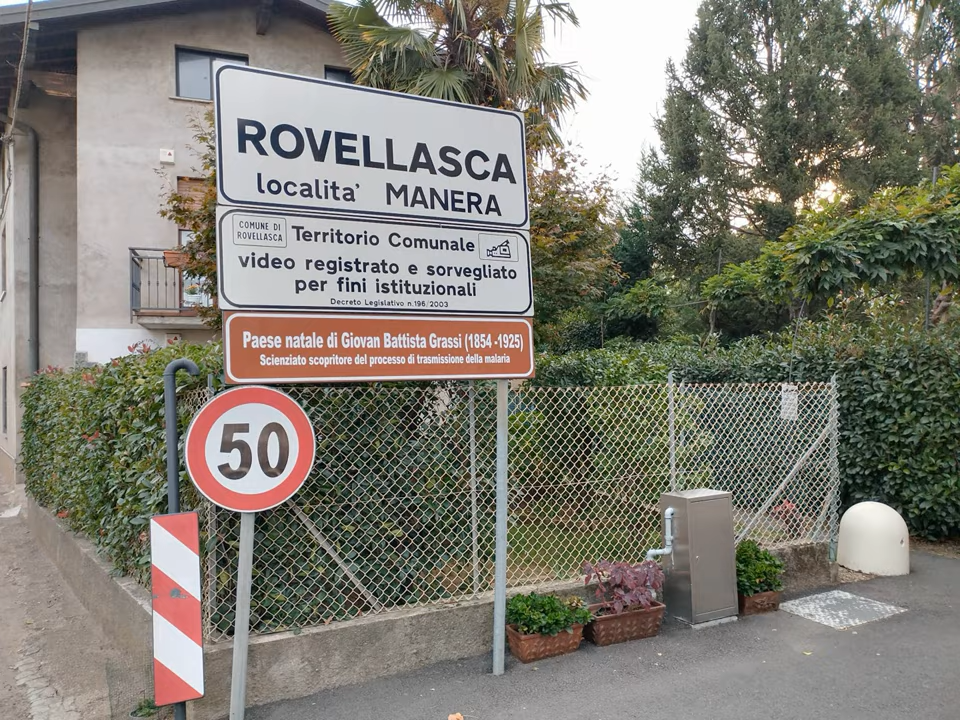 ROVELLASCA
localita' MANERA
COMUNE DI
ROVELLASCA
Territorio Comunale
video registrato e sorvegliato
per fini istituzionali
Decreto Legislativo n.196/2003
Paese natale di Giovan Battista Grassi (1854 -1925)
Scienziato scopritore del processo di trasmissione della malaria
50